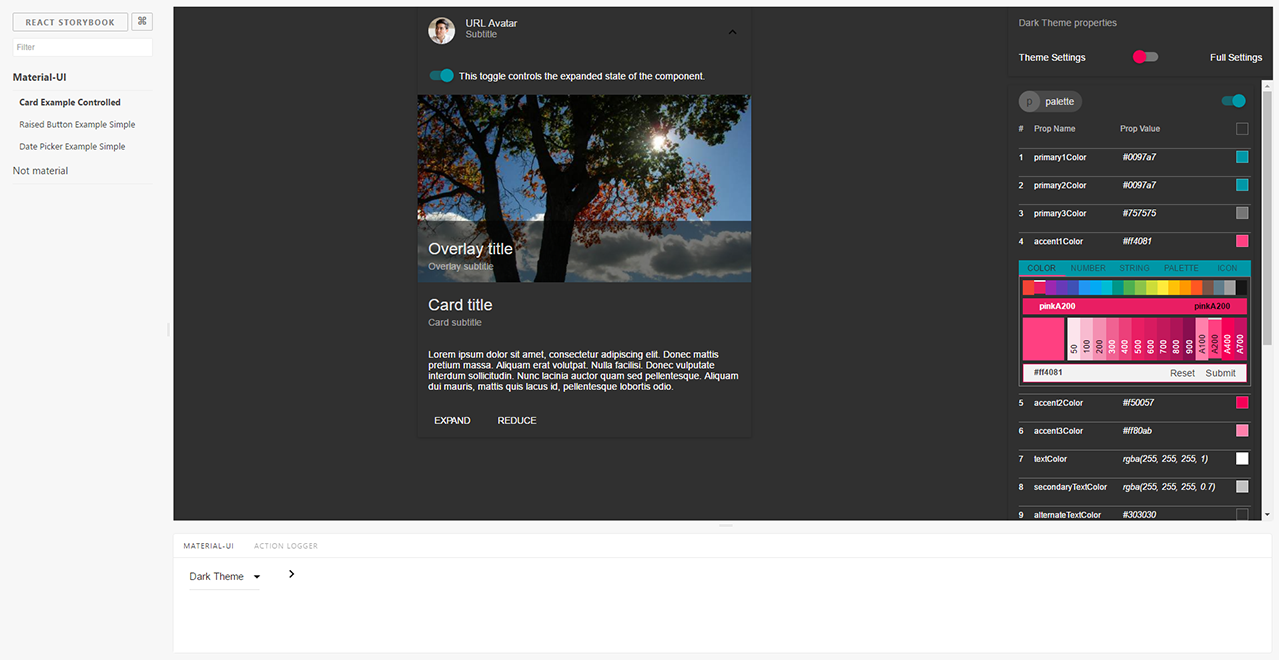 REACT STORYBOOK
⌘
Filter
Material-UI
Card Example Controlled
Raised Button Example Simple
Date Picker Example Simple
Not material
URL Avatar
Subtitle
This toggle controls the expanded state of the component.
Overlay title
Overlay subtitle
Card title
Card subtitle
Lorem ipsum dolor sit amet, consectetur adipiscing elit. Donec mattis
pretium massa. Aliquam erat volutpat. Nulla facilisi. Donec vulputate
interdum sollicitudin. Nunc lacinia auctor quam sed pellentesque. Aliquam
dui mauris, mattis quis lacus id, pellentesque lobortis odio.
EXPAND REDUCE
Dark Theme properties
Theme Settings Full Settings
p palette
# Prop Name Prop Value
1 primary1Color #0097a7
2 primary2Color #0097a7
3 primary3Color #757575
4 accent1Color #ff4081
COLOR NUMBER STRING PALETTE ICON
pinkA200 pinkA200
50 100 200 300 400 500 600 700 800 900 A100 A200 A400 A700
#ff4081 Reset Submit
5 accent2Color #f50057
6 accent3Color #ff80ab
7 textColor rgba(255, 255, 255, 1)
8 secondaryTextColor rgba(255, 255, 255, 0.7)
9 alternateTextColor #303030
MATERIAL-UI ACTION LOGGER
Dark Theme